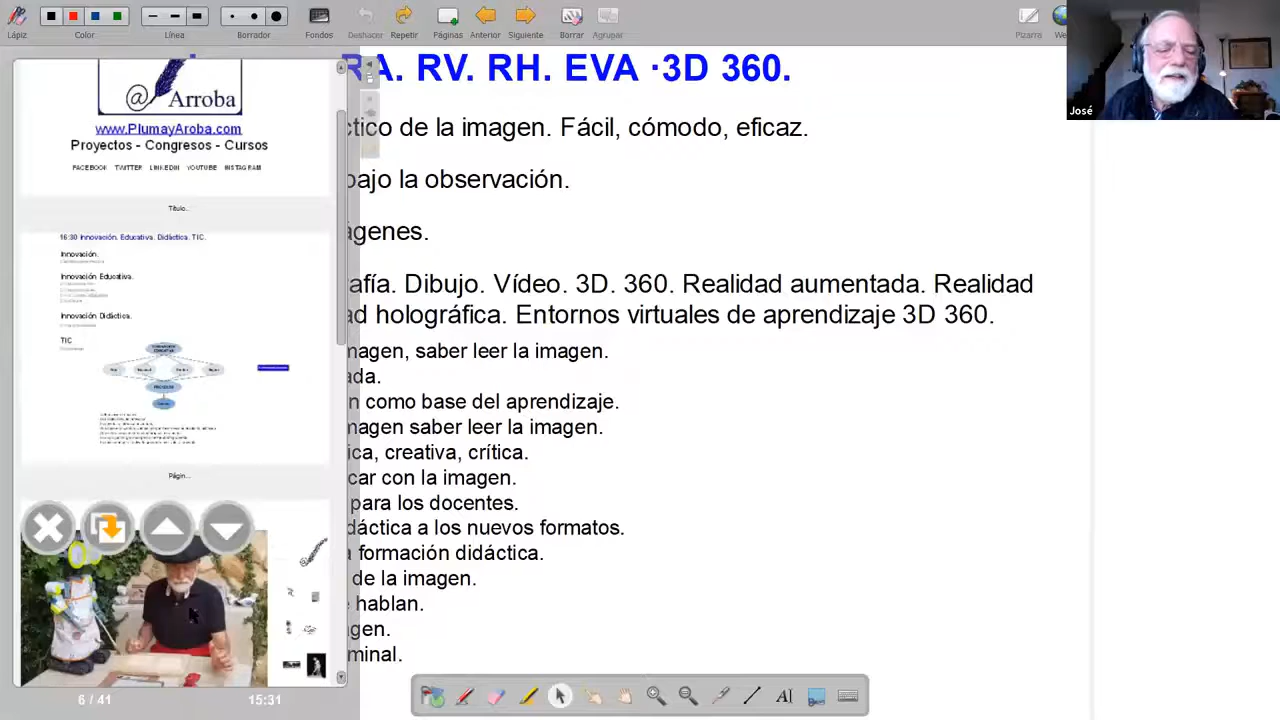 Lápiz
Color
Línea
Borrador
Fondos
Deshacer
Repetir
Páginas
Anterior
Siguiente
Borrar
Agrupar
Pizarra
José
@ Arroba
www.PlumayArroba.com
Proyectos - Congresos - Cursos
FACEBOOK TWITTER LINKEDIN YOUTUBE INSTAGRAM
Título...
16:30 Innovación. Educativa. Didáctica. TIC.
Innovación.
Innovación Educativa.
Innovación Didáctica.
TIC
Págin...
6 / 41
15:31
RA. RV. RH. EVA ·3D 360.
ctico de la imagen. Fácil, cómodo, eficaz.
bajo la observación.
ágenes.
afía. Dibujo. Vídeo. 3D. 360. Realidad aumentada. Realidad
ad holográfica. Entornos virtuales de aprendizaje 3D 360.
magen, saber leer la imagen.
ada.
n como base del aprendizaje.
magen saber leer la imagen.
ica, creativa, crítica.
car con la imagen.
para los docentes.
dáctica a los nuevos formatos.
a formación didáctica.
de la imagen.
e hablan.
gen.
minal.